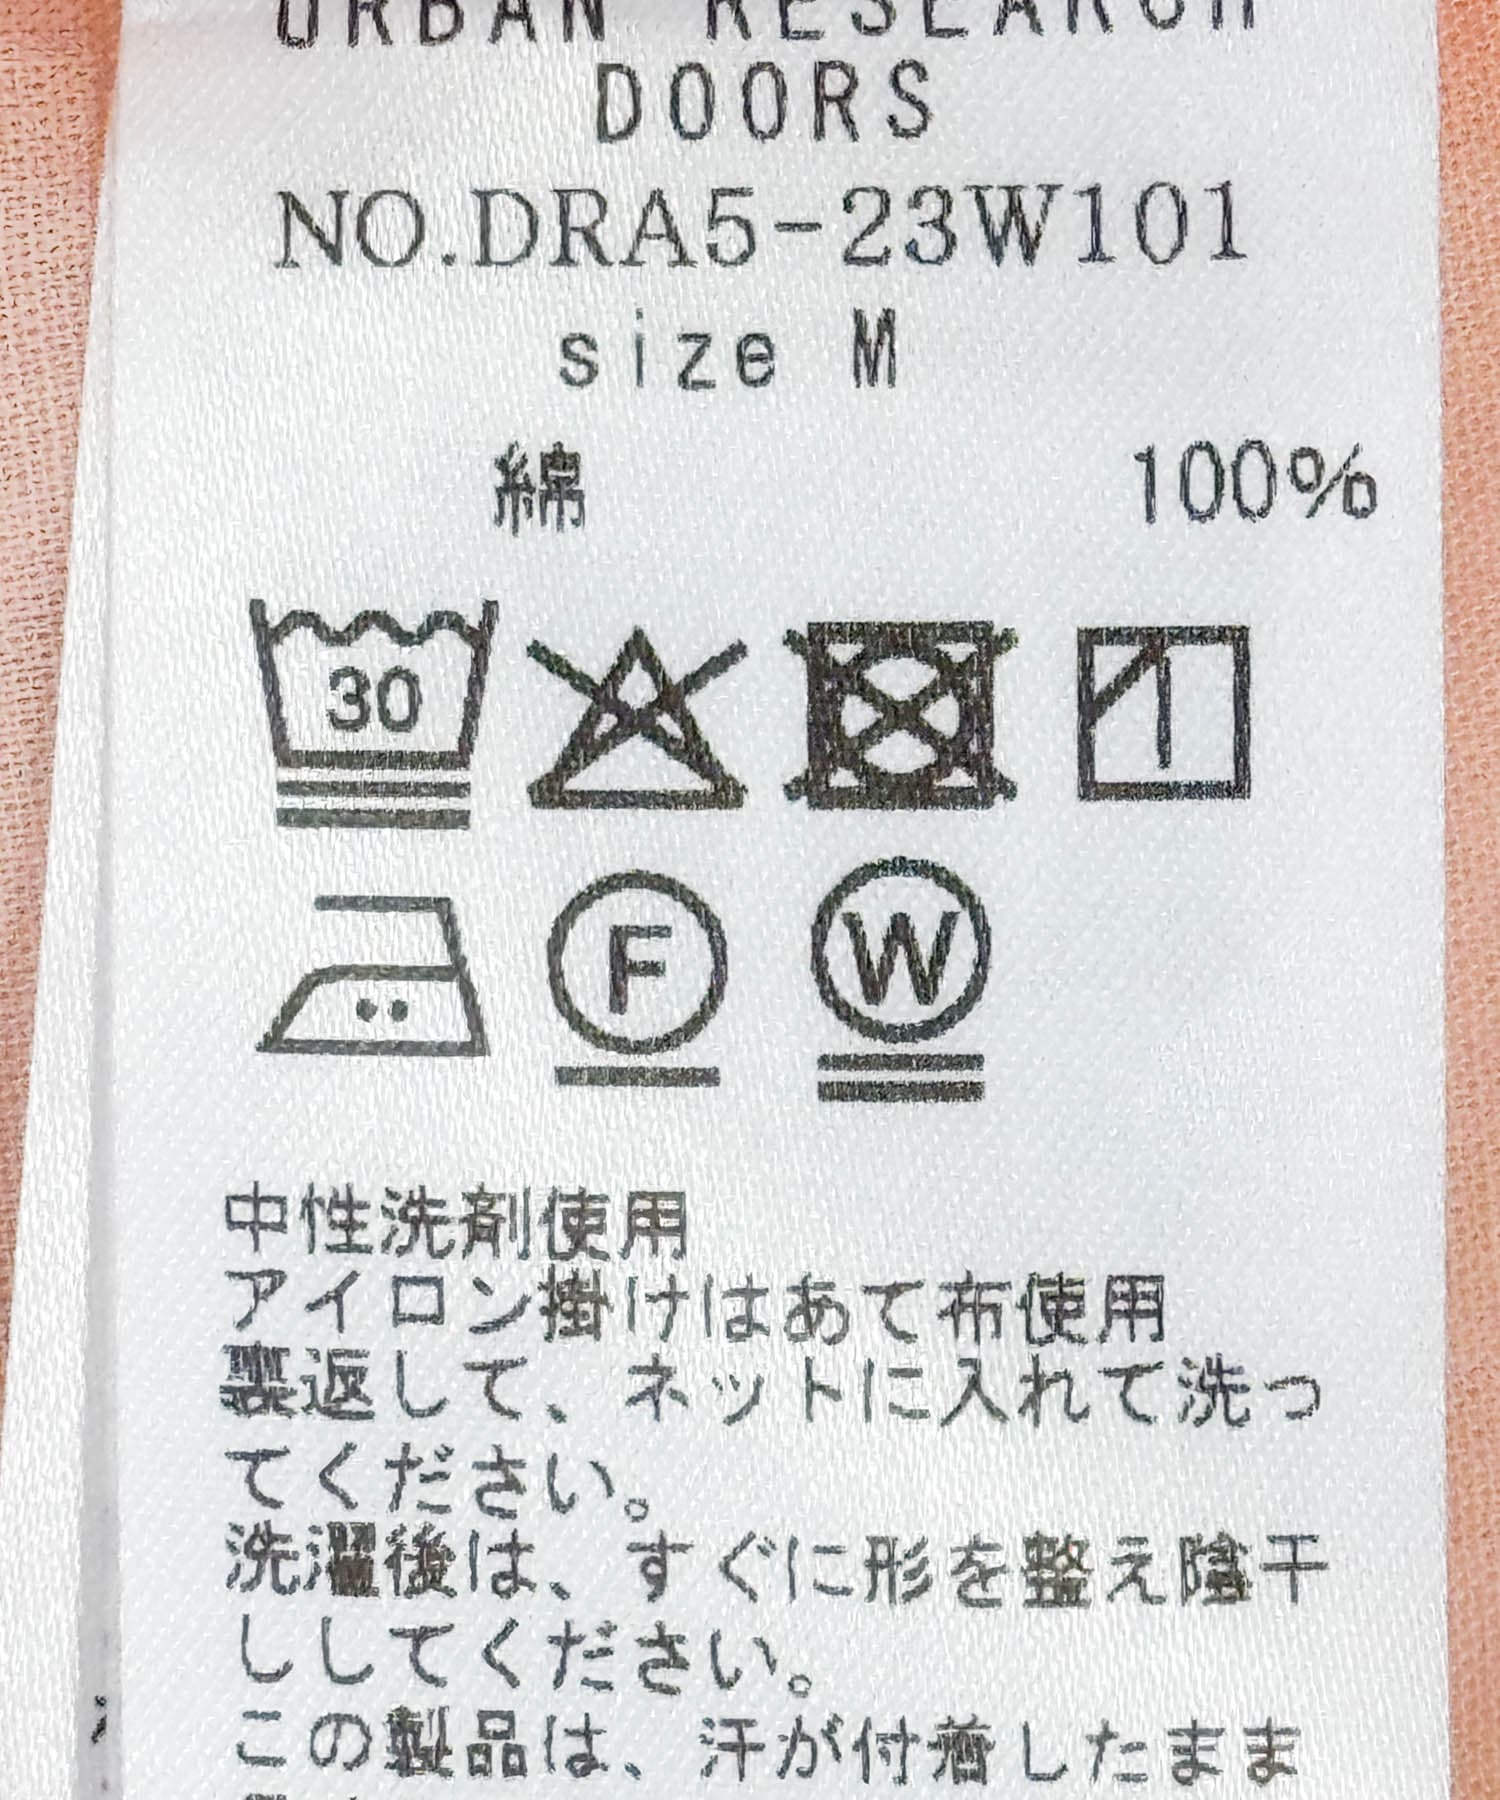 URBAN RESEARCH
DOORS
NO.DRA5-23W101
size M
綿 100%
30
F W
中性洗剤使用
アイロン掛けはあて布使用
裏返して、ネットに入れて洗っ
てください。
洗濯後は、すぐに形を整え陰干
ししてください。
この製品は、汗が付着したまま